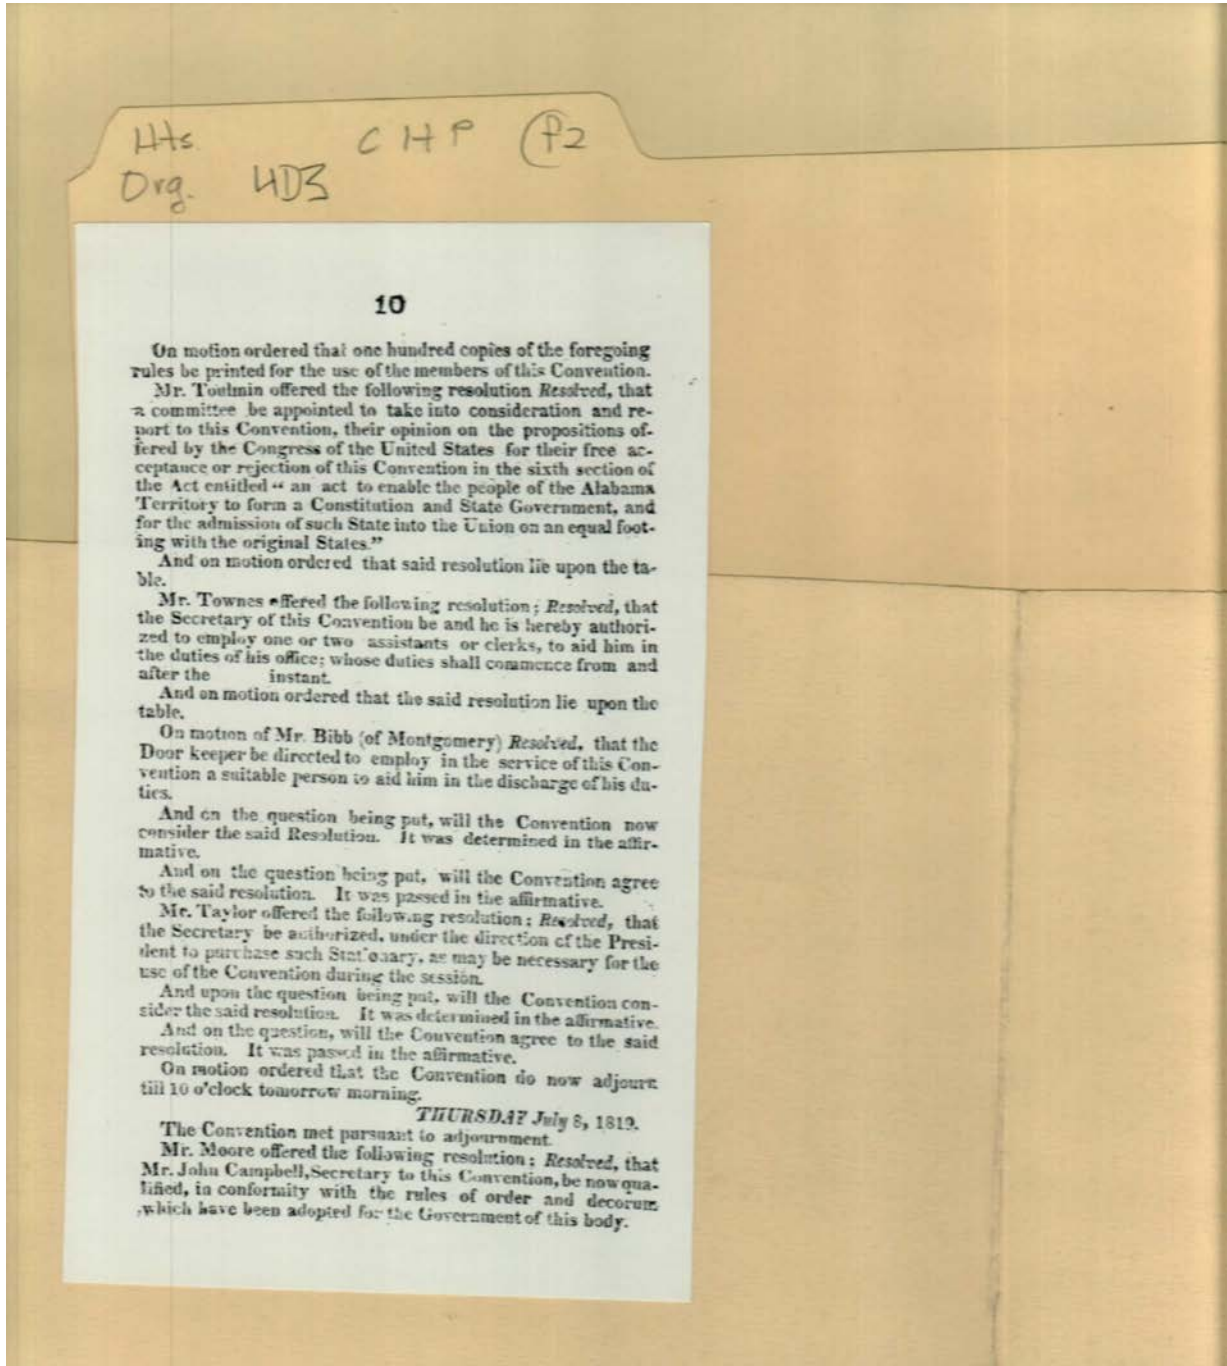 Hts. CHP P2
Org. HD3
10
On motion ordered that one hundred copies of the foregoing
rules be printed for the use of the members of this Convention.
Mr. Toulmin offered the following resolution Resolved, that
a committee be appointed to take into consideration and re-
port to this Convention, their opinion on the propositions of-
fered by the Congress of the United States for their free ac-
ceptance or rejection of this Convention in the sixth section of
the Act entitled “ an act to enable the people of the Alabama
Territory to form a Constitution and State Government, and
for the admission of such State into the Union on an equal foot-
ing with the original States.”
And on motion ordered that said resolution lie upon the ta-
ble.
Mr. Townes offered the following resolution ; Resolved, that
the Secretary of this Convention be and he is hereby authori-
zed to employ one or two assistants or clerks, to aid him in
the duties of his office; whose duties shall commence from and
after the instant.
And on motion ordered that the said resolution lie upon the
table.
On motion of Mr. Bibb (of Montgomery) Resolved, that the
Door keeper be directed to employ in the service of this Con-
vention a suitable person to aid him in the discharge of his du-
ties.
And on the question being put, will the Convention now
consider the said Resolution. It was determined in the affir-
mative.
And on the question being put, will the Convention agree
to the said resolution. It was passed in the affirmative.
Mr. Taylor offered the following resolution ; Resolved, that
the Secretary be authorized, under the direction of the Presi-
dent to purchase such Stationary, as may be necessary for the
use of the Convention during the session.
And upon the question being put, will the Convention con-
sider the said resolution. It was determined in the affirmative.
And on the question, will the Convention agree to the said
resolution. It was passed in the affirmative.
On motion ordered that the Convention do now adjourn
till 10 o'clock tomorrow morning.
THURSDAY July 8, 1819.
The Convention met pursuant to adjournment.
Mr. Moore offered the following resolution ; Resolved, that
Mr. John Campbell, Secretary to this Convention, be now qua-
lified, in conformity with the rules of order and decorum
which have been adopted for the Government of this body.